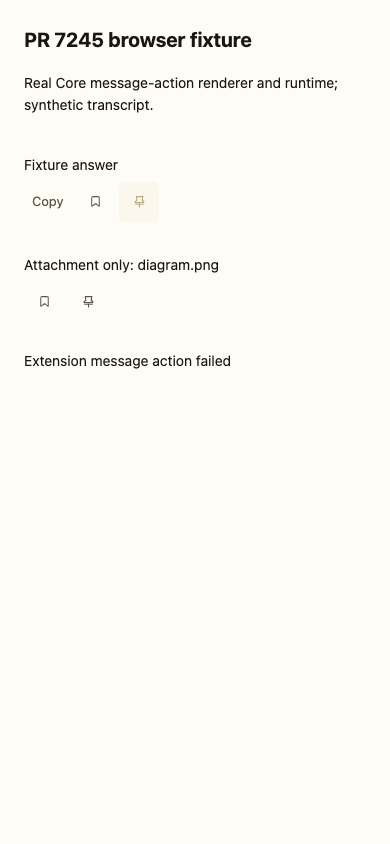 PR 7245 browser fixture
Real Core message-action renderer and runtime;
synthetic transcript.
Fixture answer
Copy
Attachment only: diagram.png
Extension message action failed